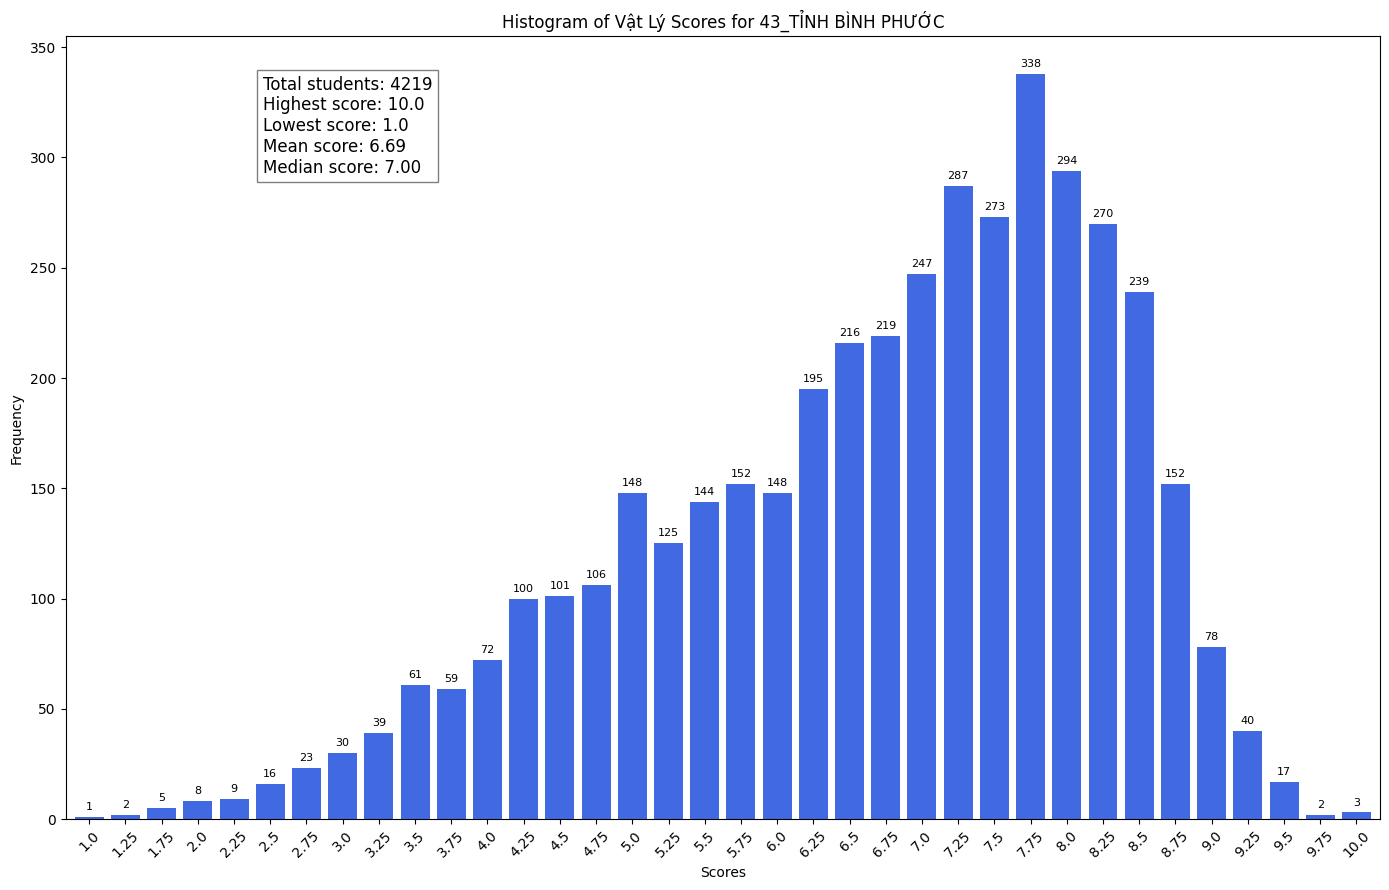 Histogram of Vật Lý Scores for 43_TỈNH BÌNH PHƯỚC
Total students: 4219
Highest score: 10.0
Lowest score: 1.0
Mean score: 6.69
Median score: 7.00
Frequency
350
300
250
200
150
100
50
0
1 2 5 8 9 16 23 30 39 61 59 72 100 101 106 148 125 144 152 148 195 216 219 247 287 273 338 294 270 239 152 78 40 17 2 3
1.0 1.25 1.75 2.0 2.25 2.5 2.75 3.0 3.25 3.5 3.75 4.0 4.25 4.5 4.75 5.0 5.25 5.5 5.75 6.0 6.25 6.5 6.75 7.0 7.25 7.5 7.75 8.0 8.25 8.5 8.75 9.0 9.25 9.5 9.75 10.0
Scores